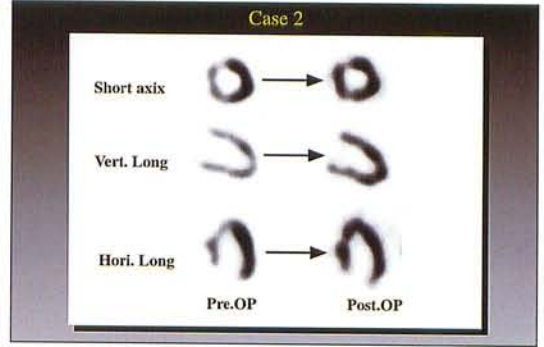 Case 2
Short axix
Vert. Long
Hori. Long
Pre.OP Post.OP